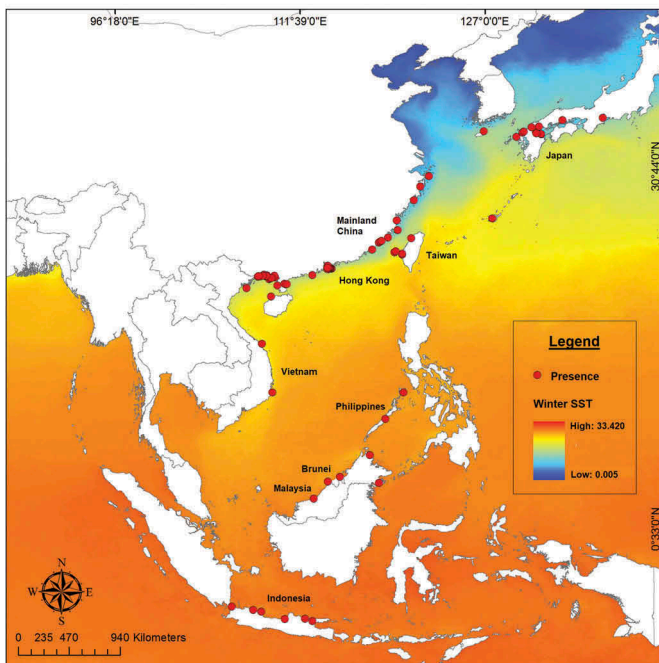 96°18'0"E
111°39'0"E
127°0'0"E
30°44'0"N
Japan
Mainland
China
Taiwan
Hong Kong
Legend
Presence
Winter SST
High: 33.420
Low: 0.005
Vietnam
Philippines
Brunei
Malaysia
0°33'0"N
Indonesia
N
W
E
S
0 235 470 940 Kilometers